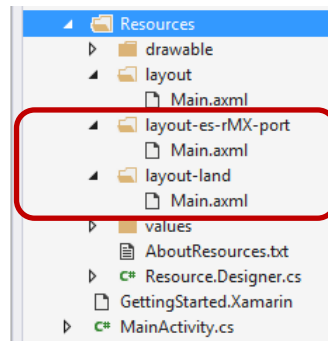 Resources
drawable
layout
Main.axml
layout-es-rMX-port
Main.axml
layout-land
Main.axml
values
AboutResources.txt
C# Resource.Designer.cs
GettingStarted.Xamarin
C# MainActivity.cs